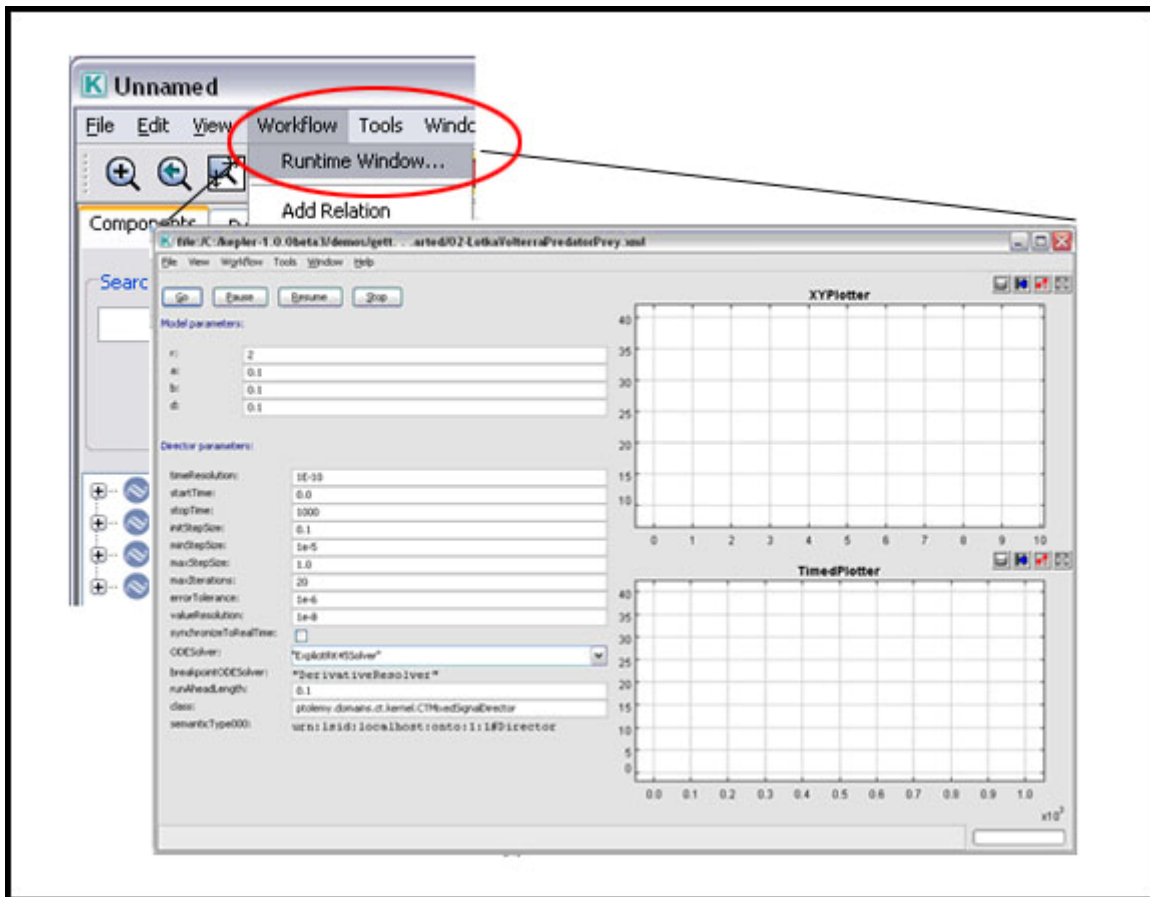 Unnamed
File Edit View Workflow Tools Windo
Runtime Window...
Add Relation
Components
Searc
file:/C:/kepler-1.0.0beta3/demos/gett. . .arted/02-LotkaVolterraPredatorPrey.xml
File View Workflow Tools Window Help
Go Pause Resume Stop
Model parameters:
r: 2
a: 0.1
b: 0.1
d: 0.1
Director parameters:
timeResolution: 1E-10
startTime: 0.0
stopTime: 1000
initStepSize: 0.1
minStepSize: 1e-5
maxStepSize: 1.0
maxIterations: 20
errorTolerance: 1e-6
valueResolution: 1e-8
synchronizeToRealTime:
ODESolver: "ExplicitRK45Solver"
breakpointODESolver: "DerivativeResolver"
runAheadLength: 0.1
class: ptolemy.domains.ct.kernel.CTMixedSignalDirector
semanticType000: urn:lsid:localhost:onto:1:1#Director
XYPlotter
40
35
30
25
20
15
10
0 1 2 3 4 5 6 7 8 9 10
TimedPlotter
40
35
30
25
20
15
10
5
0
0.0 0.1 0.2 0.3 0.4 0.5 0.6 0.7 0.8 0.9 1.0
x10³